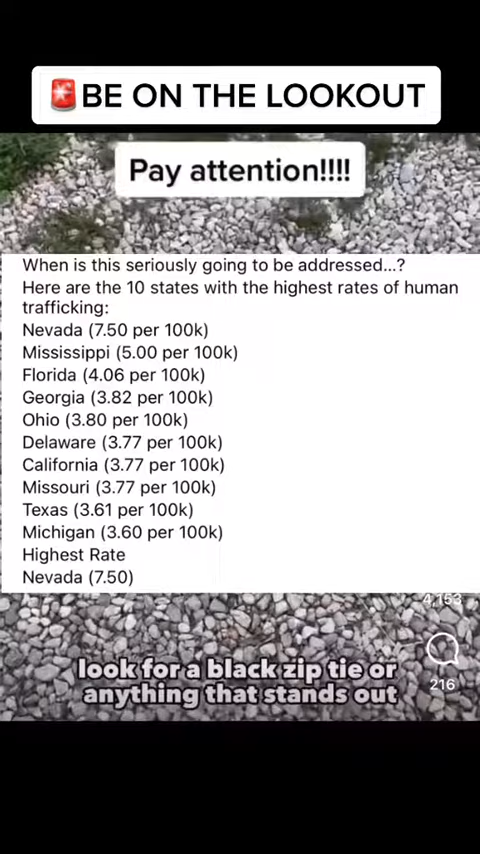 🚨BE ON THE LOOKOUT
Pay attention!!!!
When is this seriously going to be addressed...?
Here are the 10 states with the highest rates of human
trafficking:
Nevada (7.50 per 100k)
Mississippi (5.00 per 100k)
Florida (4.06 per 100k)
Georgia (3.82 per 100k)
Ohio (3.80 per 100k)
Delaware (3.77 per 100k)
California (3.77 per 100k)
Missouri (3.77 per 100k)
Texas (3.61 per 100k)
Michigan (3.60 per 100k)
Highest Rate
Nevada (7.50)
4,153
216
look for a black zip tie or
anything that stands out